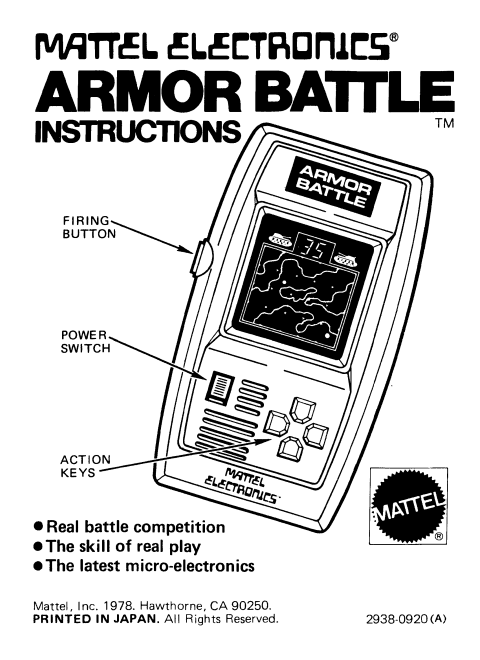 MATTEL ELECTRONICS®
ARMOR BATTLE
INSTRUCTIONS
TM
ARMOR
BATTLE
FIRING
BUTTON
35
POWER
SWITCH
ACTION
KEYS
MATTEL
ELECTRONICS
MATTEL
®
● Real battle competition
● The skill of real play
● The latest micro-electronics
Mattel, Inc. 1978. Hawthorne, CA 90250.
PRINTED IN JAPAN. All Rights Reserved.
2938-0920 (A)